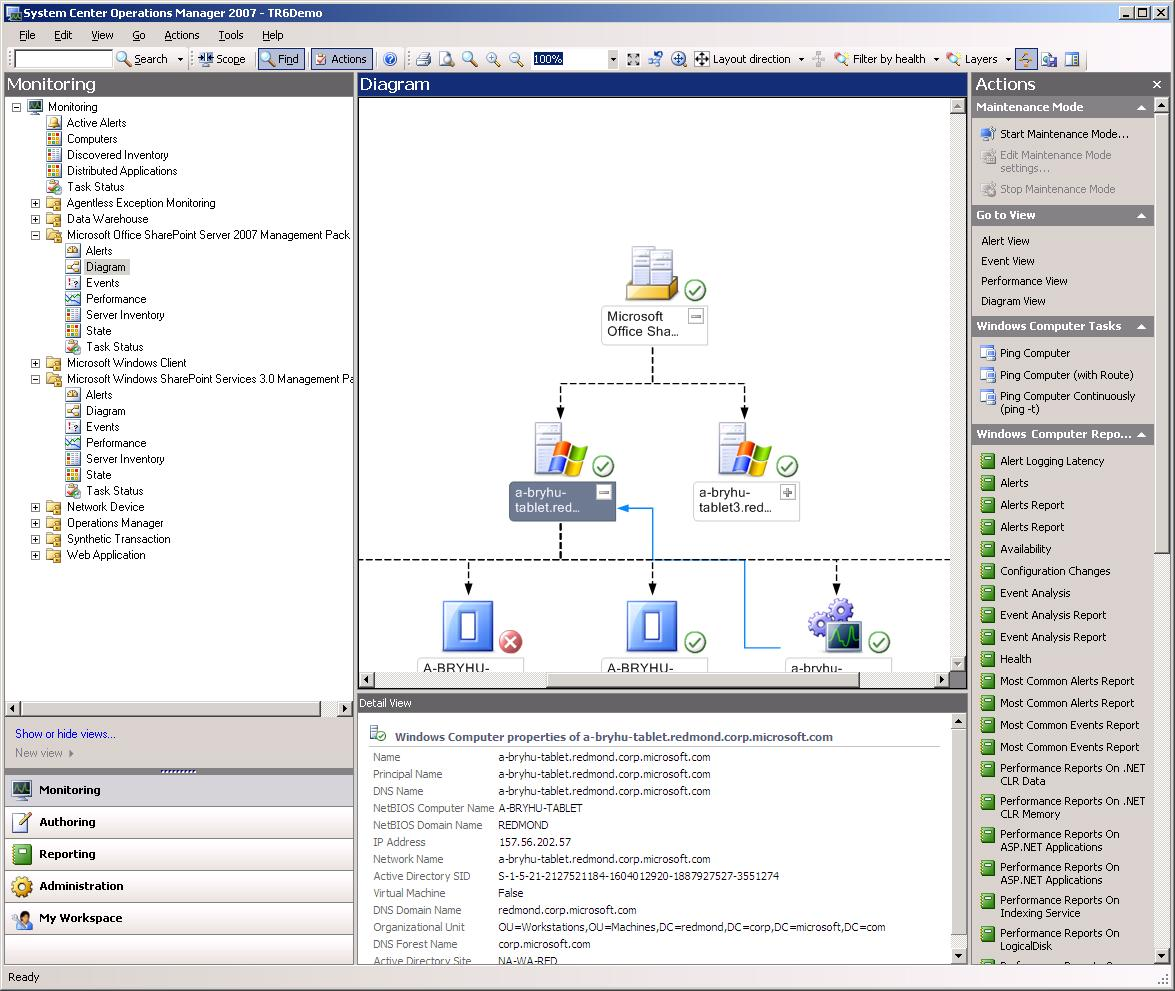 System Center Operations Manager 2007 - TR6Demo
File Edit View Go Actions Tools Help
Search Scope Find Actions 100% Layout direction Filter by health Layers
Monitoring
Monitoring
Active Alerts
Computers
Discovered Inventory
Distributed Applications
Task Status
Agentless Exception Monitoring
Data Warehouse
Microsoft Office SharePoint Server 2007 Management Pack
Alerts
Diagram
Events
Performance
Server Inventory
State
Task Status
Microsoft Windows Client
Microsoft Windows SharePoint Services 3.0 Management Pa
Alerts
Diagram
Events
Performance
Server Inventory
State
Task Status
Network Device
Operations Manager
Synthetic Transaction
Web Application
Show or hide views...
New view
Monitoring
Authoring
Reporting
Administration
My Workspace
Ready
Diagram
Microsoft
Office Sha...
a-bryhu-
tablet.red...
a-bryhu-
tablet3.red...
A-BRYHU-
A-BRYHU-
a-bryhu-
Detail View
Windows Computer properties of a-bryhu-tablet.redmond.corp.microsoft.com
Name a-bryhu-tablet.redmond.corp.microsoft.com
Principal Name a-bryhu-tablet.redmond.corp.microsoft.com
DNS Name a-bryhu-tablet.redmond.corp.microsoft.com
NetBIOS Computer Name A-BRYHU-TABLET
NetBIOS Domain Name REDMOND
IP Address 157.56.202.57
Network Name a-bryhu-tablet.redmond.corp.microsoft.com
Active Directory SID S-1-5-21-2127521184-1604012920-1887927527-3551274
Virtual Machine False
DNS Domain Name redmond.corp.microsoft.com
Organizational Unit OU=Workstations,OU=Machines,DC=redmond,DC=corp,DC=microsoft,DC=com
DNS Forest Name corp.microsoft.com
Active Directory Site NA-WA-RED
Actions
Maintenance Mode
Start Maintenance Mode...
Edit Maintenance Mode
settings...
Stop Maintenance Mode
Go to View
Alert View
Event View
Performance View
Diagram View
Windows Computer Tasks
Ping Computer
Ping Computer (with Route)
Ping Computer Continuously
(ping -t)
Windows Computer Repo...
Alert Logging Latency
Alerts
Alerts Report
Alerts Report
Availability
Configuration Changes
Event Analysis
Event Analysis Report
Event Analysis Report
Health
Most Common Alerts Report
Most Common Alerts Report
Most Common Events Report
Most Common Events Report
Performance Reports On .NET
CLR Data
Performance Reports On .NET
CLR Memory
Performance Reports On
ASP.NET Applications
Performance Reports On
ASP.NET Applications
Performance Reports On
Indexing Service
Performance Reports On
LogicalDisk